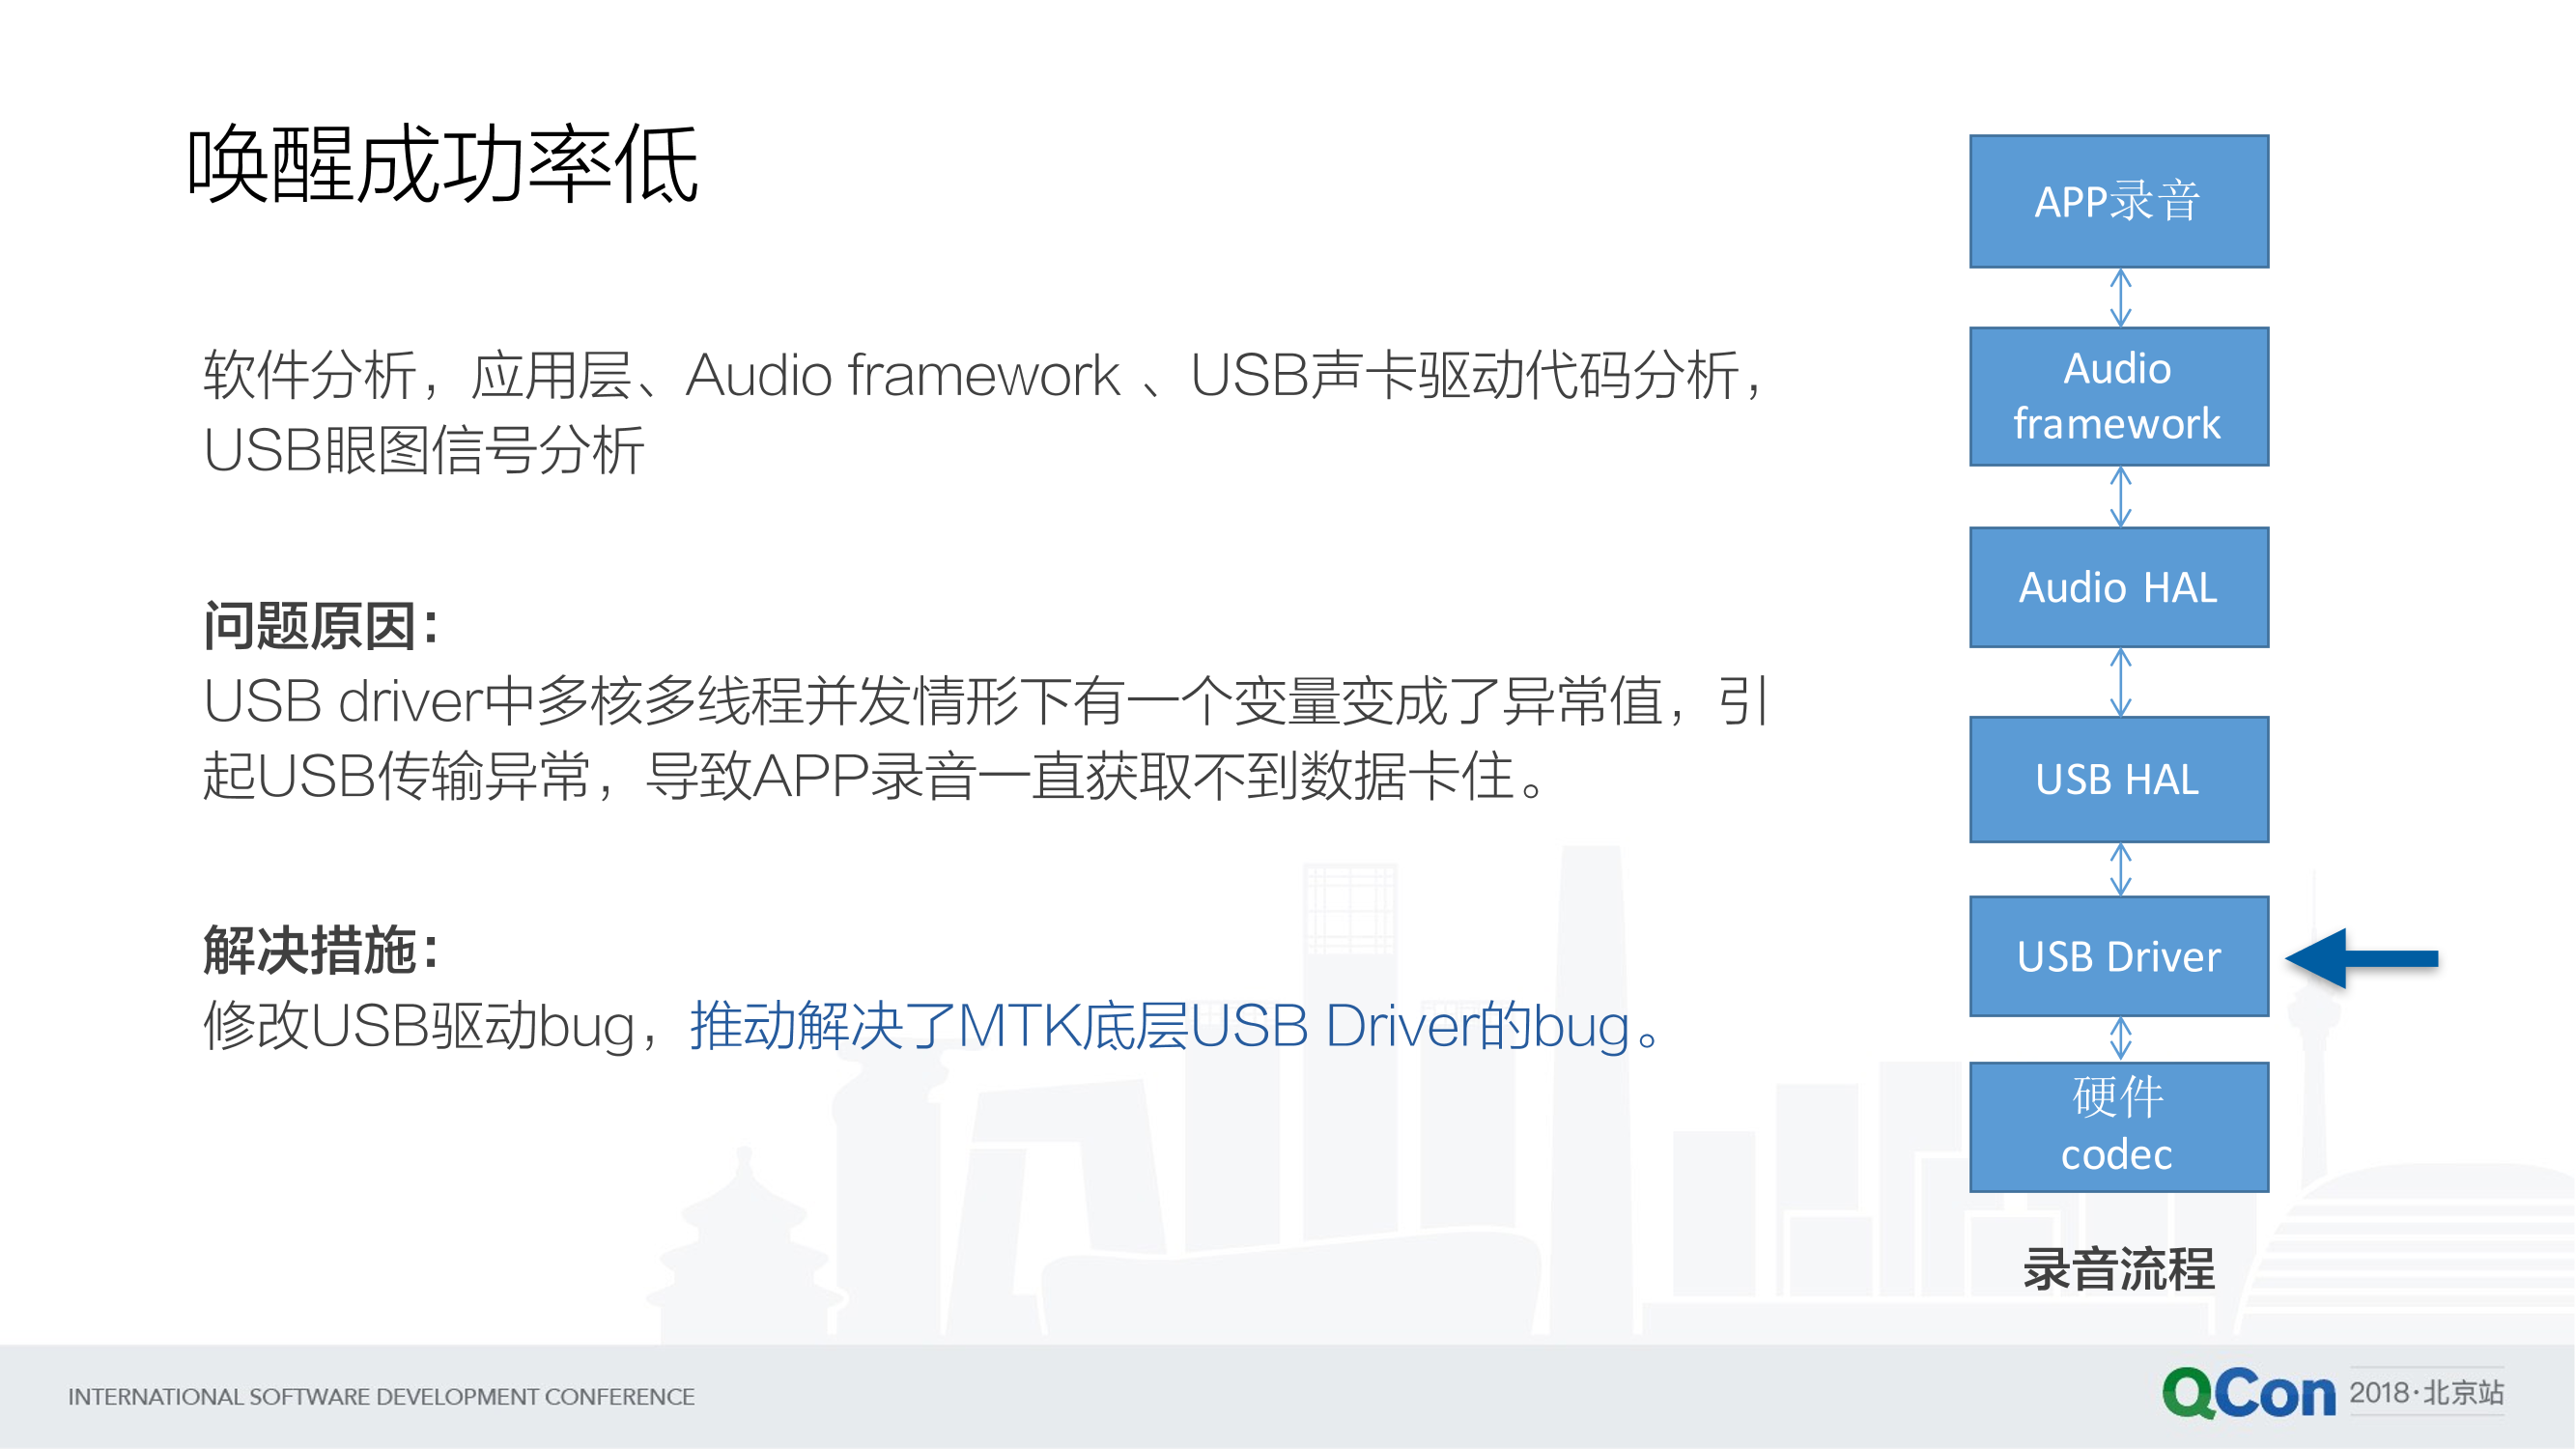 唤醒成功率低
软件分析，应用层、Audio framework 、USB声卡驱动代码分析，
USB眼图信号分析
问题原因：
USB driver中多核多线程并发情形下有一个变量变成了异常值，引
起USB传输异常，导致APP录音一直获取不到数据卡住。
解决措施：
修改USB驱动bug，推动解决了MTK底层USB Driver的bug。
APP录音
Audio
framework
Audio HAL
USB HAL
USB Driver
硬件
codec
录音流程
INTERNATIONAL SOFTWARE DEVELOPMENT CONFERENCE
QCon 2018·北京站